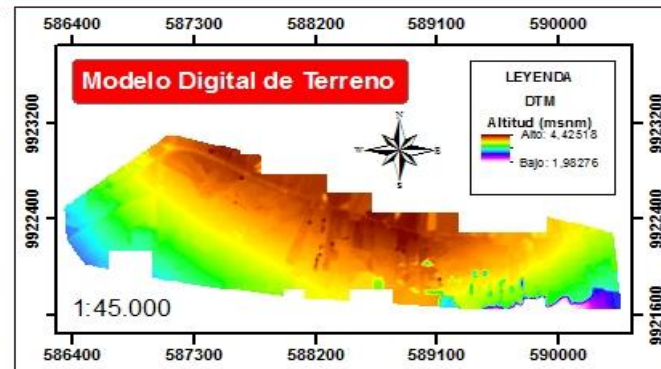 586400 587300 588200 589100 590000
Modelo Digital de Terreno
LEYENDA
DTM
Altitud (msnm)
Alto: 4,42518
Bajo: 1,98276
N
W E
S
9923200 9923200
9922400 9922400
9921600
1:45.000
586400 587300 588200 589100 590000